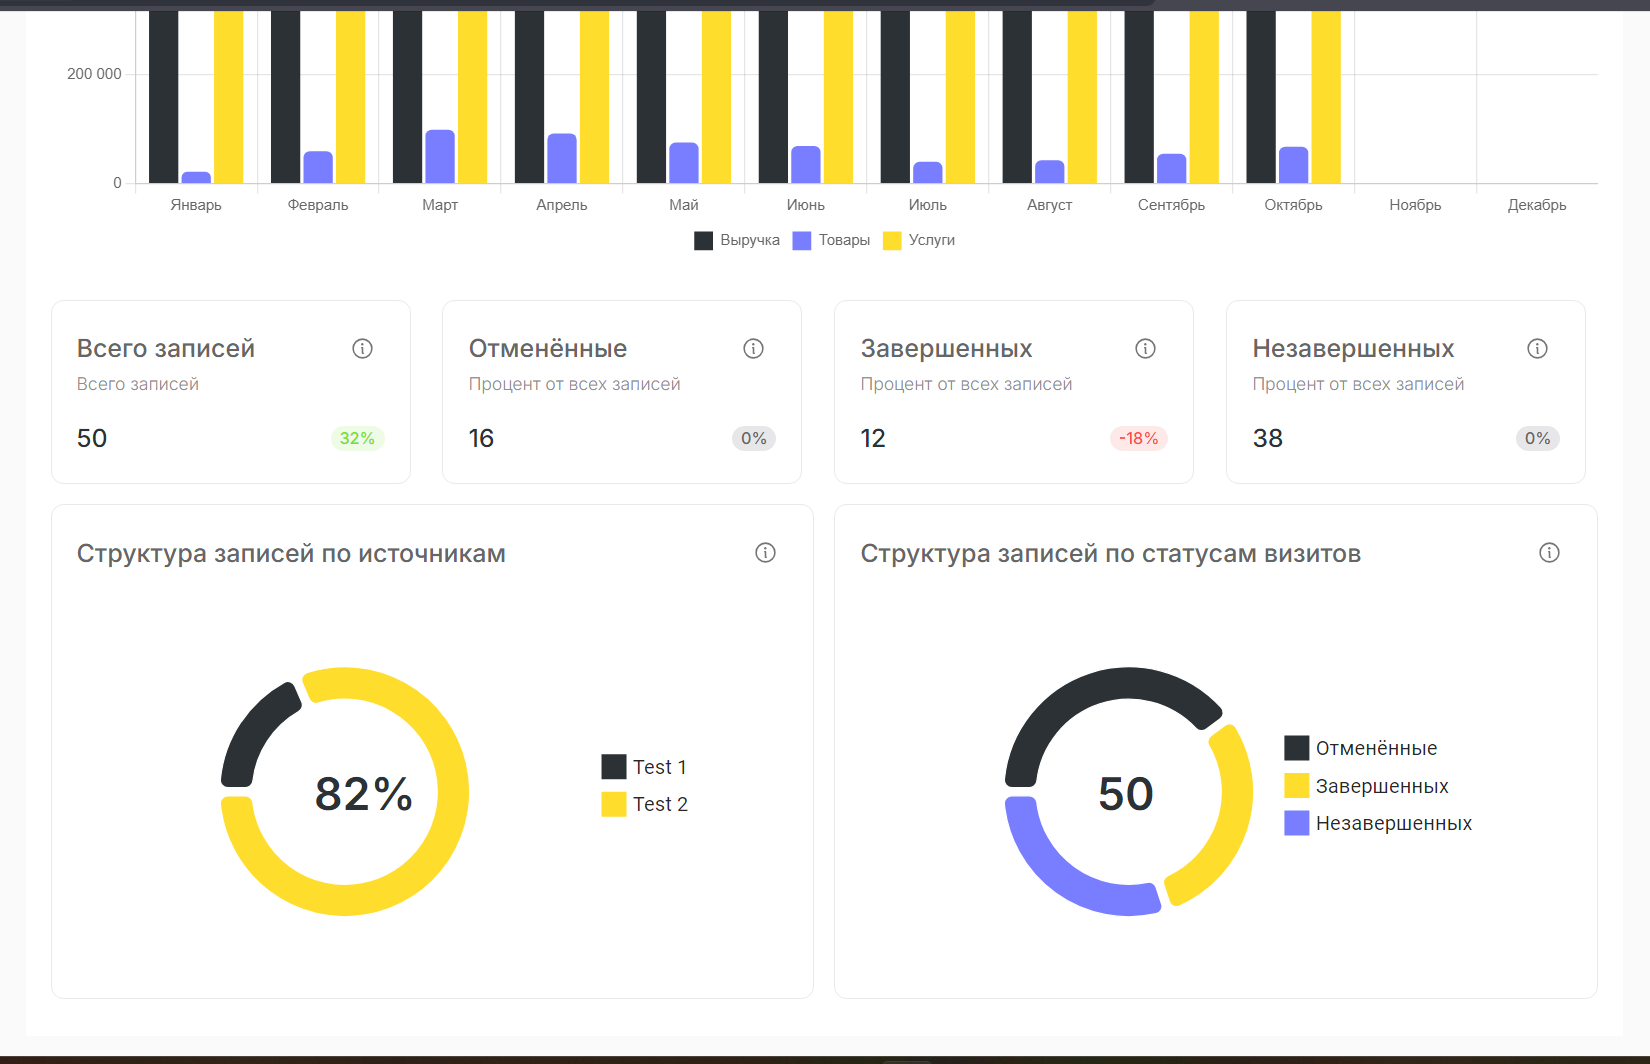 200 000
0
Январь Февраль Март Апрель Май Июнь Июль Август Сентябрь Октябрь Ноябрь Декабрь
Выручка Товары Услуги
Всего записей
Всего записей
50 32%
Отменённые
Процент от всех записей
16 0%
Завершенных
Процент от всех записей
12 -18%
Незавершенных
Процент от всех записей
38 0%
Структура записей по источникам
82%
Test 1
Test 2
Структура записей по статусам визитов
50
Отменённые
Завершенных
Незавершенных